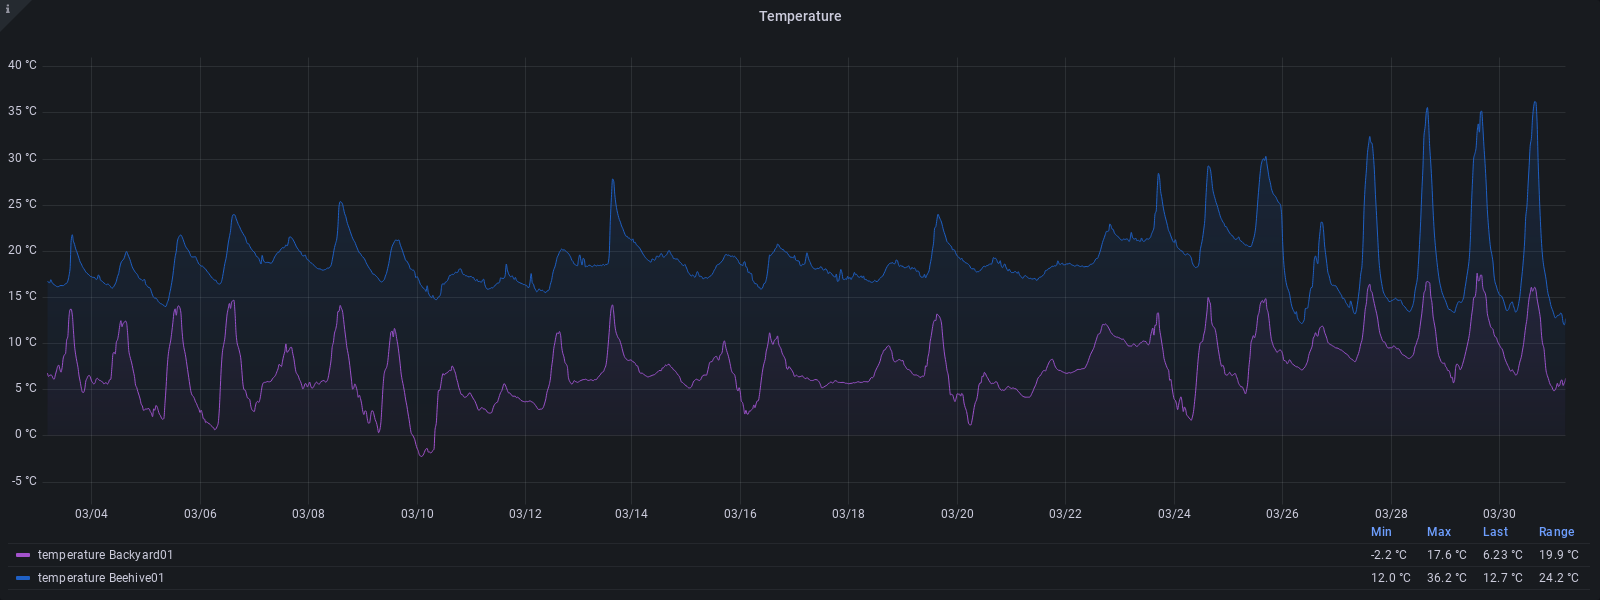 i
Temperature
40 °C
35 °C
30 °C
25 °C
20 °C
15 °C
10 °C
5 °C
0 °C
-5 °C
03/04 03/06 03/08 03/10 03/12 03/14 03/16 03/18 03/20 03/22 03/24 03/26 03/28 03/30
Min Max Last Range
temperature Backyard01 -2.2 °C 17.6 °C 6.23 °C 19.9 °C
temperature Beehive01 12.0 °C 36.2 °C 12.7 °C 24.2 °C